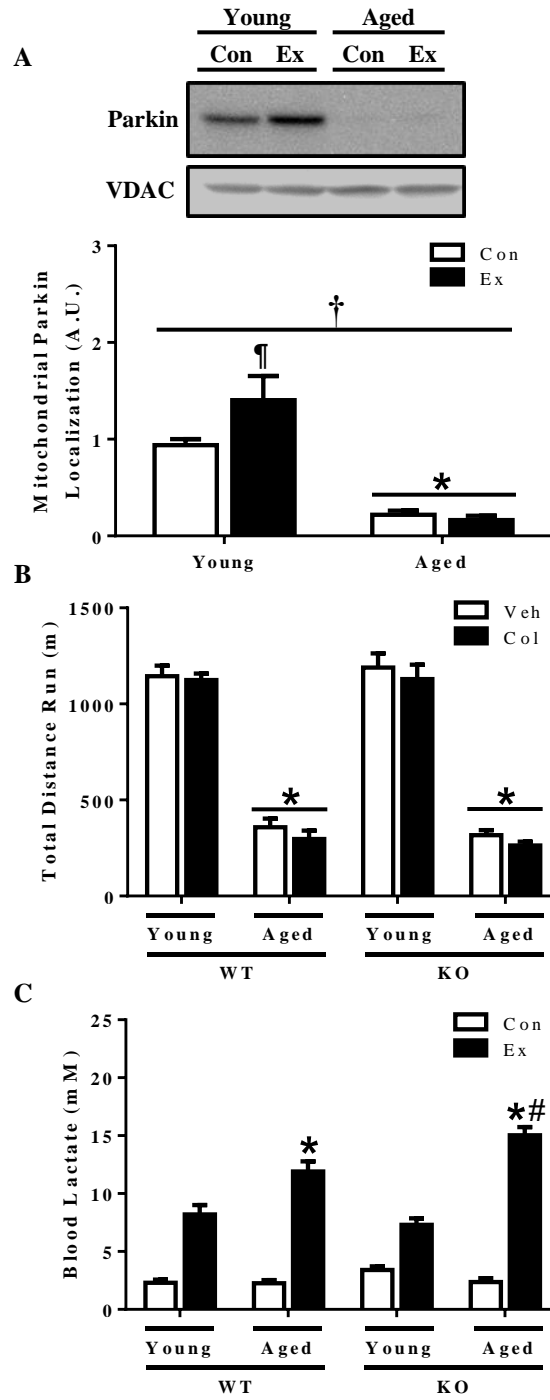 Young Aged
A
Con Ex Con Ex
Parkin
VDAC
3
Con
Ex
†
2
¶
1
*
0
Mitochondrial Parkin
Localization (A.U.)
Young Aged
B
1500
Veh
Col
1000
500
* *
0
Total Distance Run (m)
Young Aged Young Aged
WT KO
C
25
Con
Ex
20
15
*#
*
10
5
0
Blood Lactate (mM)
Young Aged Young Aged
WT KO